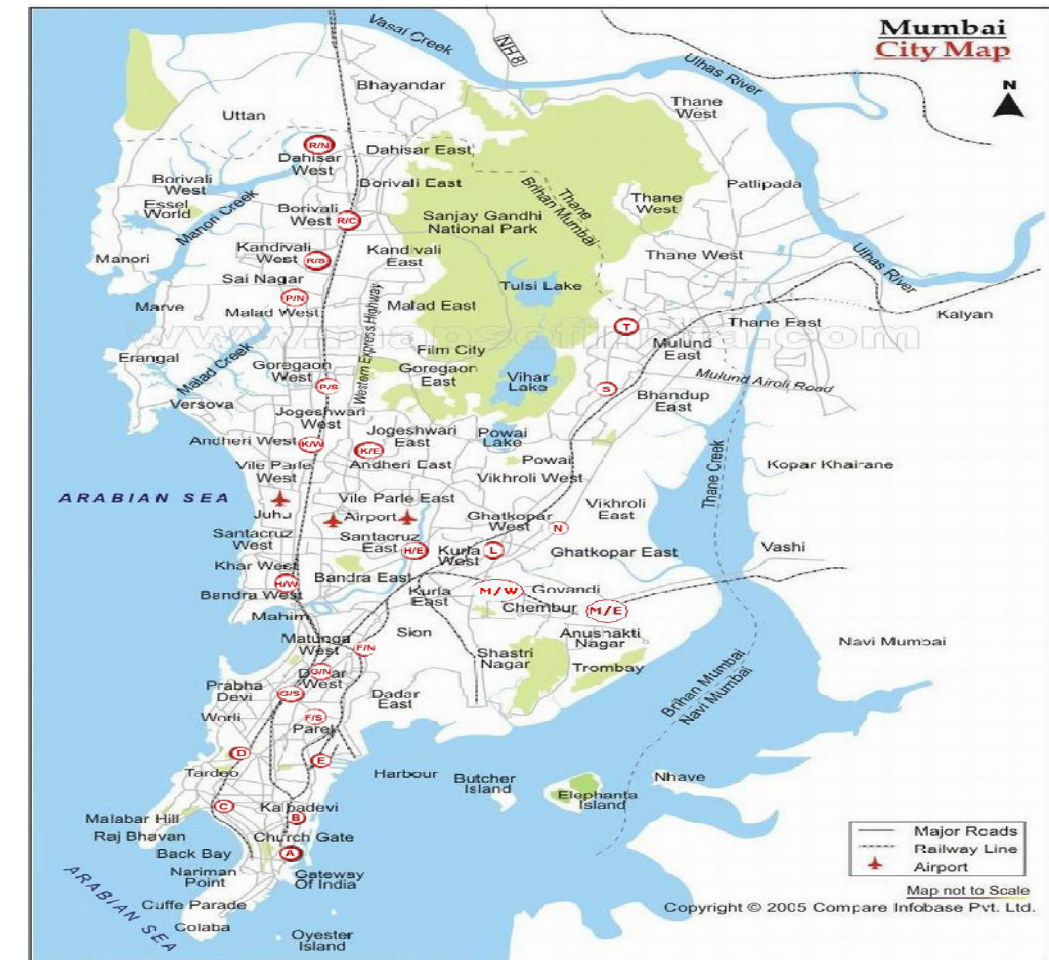 Mumbai
City Map
N
Vasai Creek
NH8
Ulhas River
Bhayandar
Thane
West
Uttan
R/N
Dahisar
West
Dahisar East
Borivali
West
Borivali East
Thane
Brihan Mumbai
Patlipada
Essel
World
Manori Creek
Borivali
West
R/C
Sanjay Gandhi
National Park
Thane
West
Kandivali
West
R/S
Kandivali
East
Thane West
Ulhas River
Manori
Sai Nagar
Tulsi Lake
P/N
Marve
Malad West
Malad East
Western Express Highway
T
Thane East
Kalyan
www.mapsofindia.com
Mulund
East
Erangal
Malad Creek
Goregaon
West
Film City
Goregaon
East
Vihar
Lake
P/S
S
Mulund Airoli Road
Bhandup
East
Versova
Jogeshwari
West
Jogeshwari
East
Powai
Lake
Andheri West
K/W
K/E
Andheri East
Powai
Thane Creek
Kopar Khairane
Vile Parle
West
Vikhroli West
ARABIAN SEA
Vile Parle East
Juhu
Airport
Ghatkopar
West
Vikhroli
East
N
Santacruz
West
Santacruz
East
H/E
Kurla
West
L
Ghatkopar East
Vashi
Khar West
H/W
Bandra East
Bandra West
Kurla
East
M/W
Govandi
Chembur
M/E
Mahim
Matunga
West
F/N
Sion
Anushakti
Nagar
Shastri
Nagar
Trombay
Navi Mumbai
G/N
Dadar
West
Prabha
Devi
G/S
Dadar
East
Brihan Mumbai
Navi Mumbai
Worli
F/S
Parel
D
E
Tardeo
Harbour
Butcher
Island
Elephanta
Island
Nhave
C
Kalbadevi
B
Malabar Hill
Raj Bhavan
Church Gate
Back Bay
A
Nariman
Point
Gateway
Of India
ARABIAN SEA
Cuffe Parade
Colaba
Oyester
Island
Major Roads
Railway Line
Airport
Map not to Scale
Copyright © 2005 Compare Infobase Pvt. Ltd.